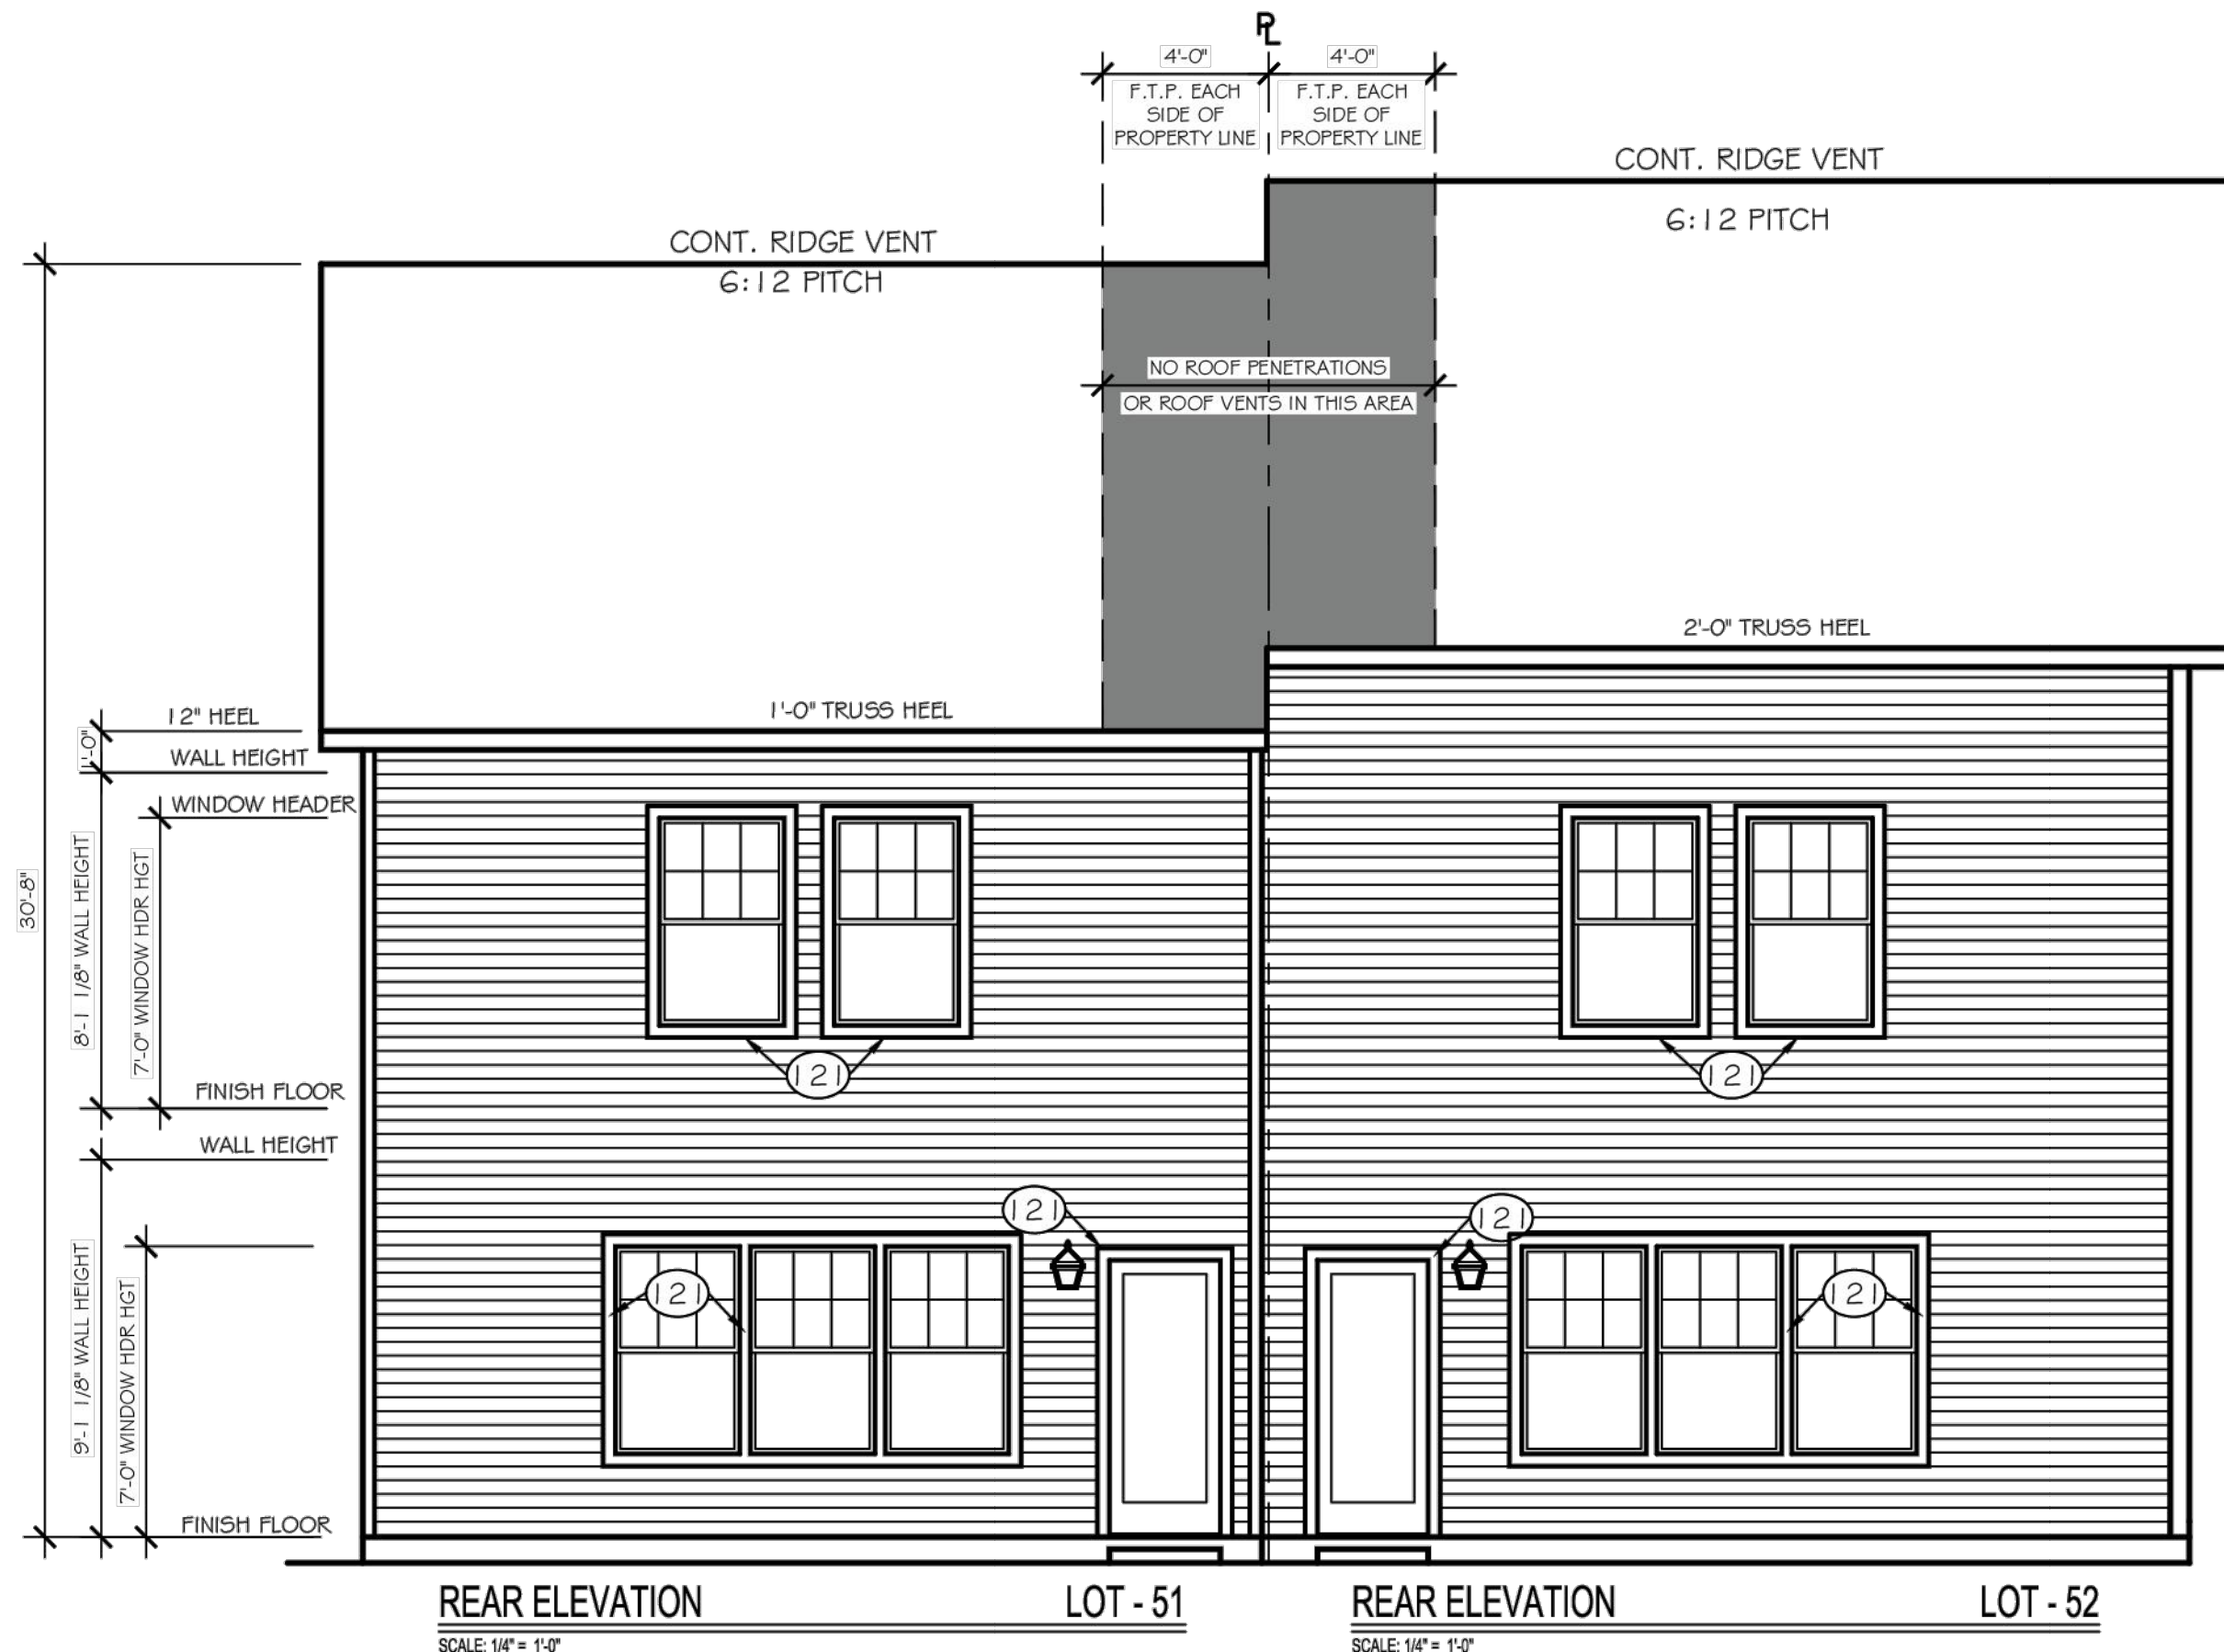 PL
4'-0"
4'-0"
F.T.P. EACH
SIDE OF
PROPERTY LINE
F.T.P. EACH
SIDE OF
PROPERTY LINE
CONT. RIDGE VENT
6:12 PITCH
CONT. RIDGE VENT
6:12 PITCH
NO ROOF PENETRATIONS
OR ROOF VENTS IN THIS AREA
2'-0" TRUSS HEEL
1'-0" TRUSS HEEL
12" HEEL
1'-0"
WALL HEIGHT
WINDOW HEADER
30'-8"
8'-1 1/8" WALL HEIGHT
7'-0" WINDOW HDR HGT
121
121
FINISH FLOOR
WALL HEIGHT
121
121
9'-1 1/8" WALL HEIGHT
7'-0" WINDOW HDR HGT
121
121
FINISH FLOOR
REAR ELEVATION
LOT - 51
SCALE: 1/4" = 1'-0"
REAR ELEVATION
LOT - 52
SCALE: 1/4" = 1'-0"